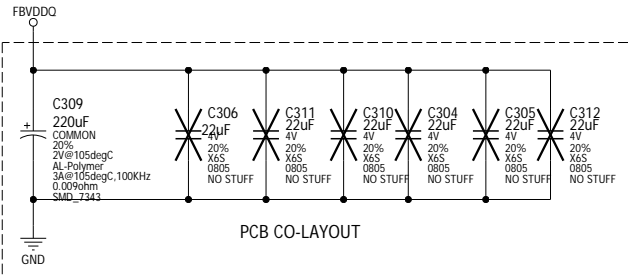 FBVDDQ
C309
220uF
COMMON
20%
2V@105degC
AL-Polymer
3A@105degC,100KHz
0.009ohm
SMD_7343
C306
22uF
4V
20%
X6S
0805
NO STUFF
C311
22uF
4V
20%
X6S
0805
NO STUFF
C310
22uF
4V
20%
X6S
0805
NO STUFF
C304
22uF
4V
20%
X6S
0805
NO STUFF
C305
22uF
4V
20%
X6S
0805
NO STUFF
C312
22uF
4V
20%
X6S
0805
NO STUFF
PCB CO-LAYOUT
GND